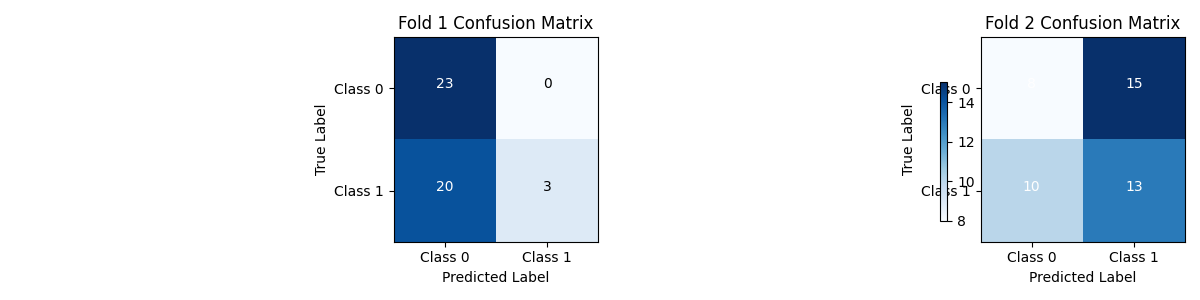 Fold 1 Confusion Matrix
True Label
Class 0
Class 1
23
0
20
3
Class 0
Class 1
Predicted Label
Fold 2 Confusion Matrix
True Label
Class 0
Class 1
14
12
10
8
15
10
13
Class 0
Class 1
Predicted Label